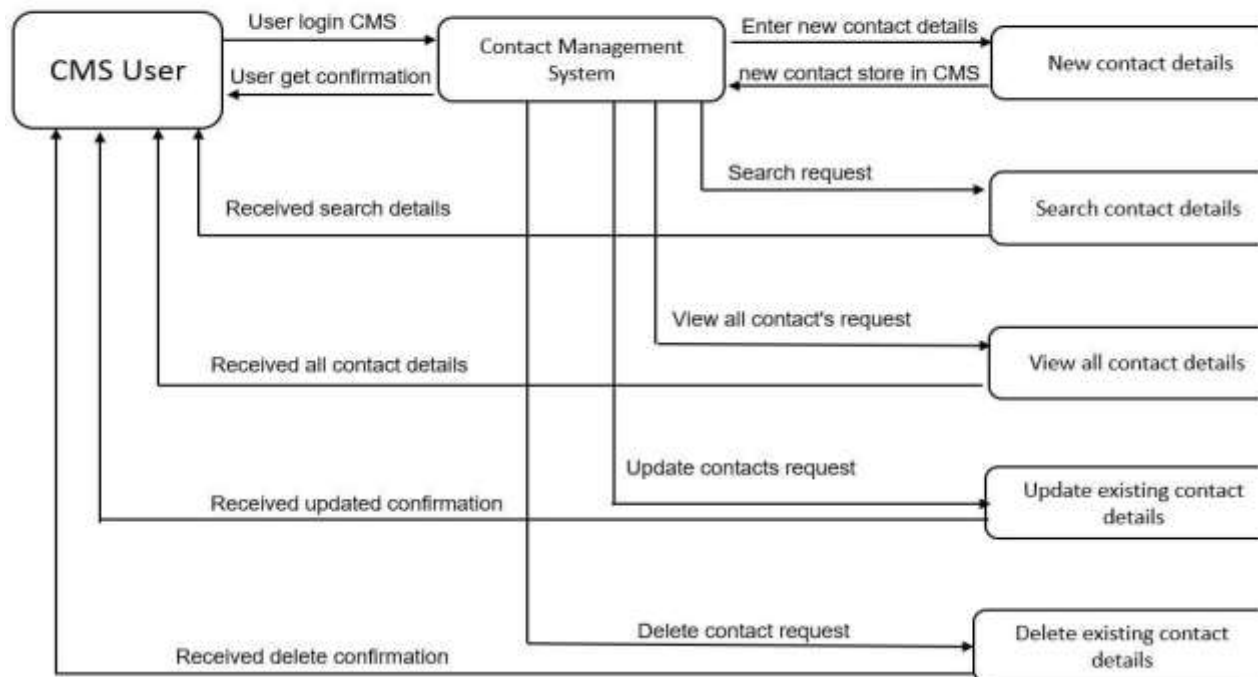 User login CMS
Enter new contact details
CMS User
Contact Management
System
New contact details
User get confirmation
new contact store in CMS
Search request
Received search details
Search contact details
View all contact's request
Received all contact details
View all contact details
Update contacts request
Received updated confirmation
Update existing contact
details
Delete contact request
Received delete confirmation
Delete existing contact
details